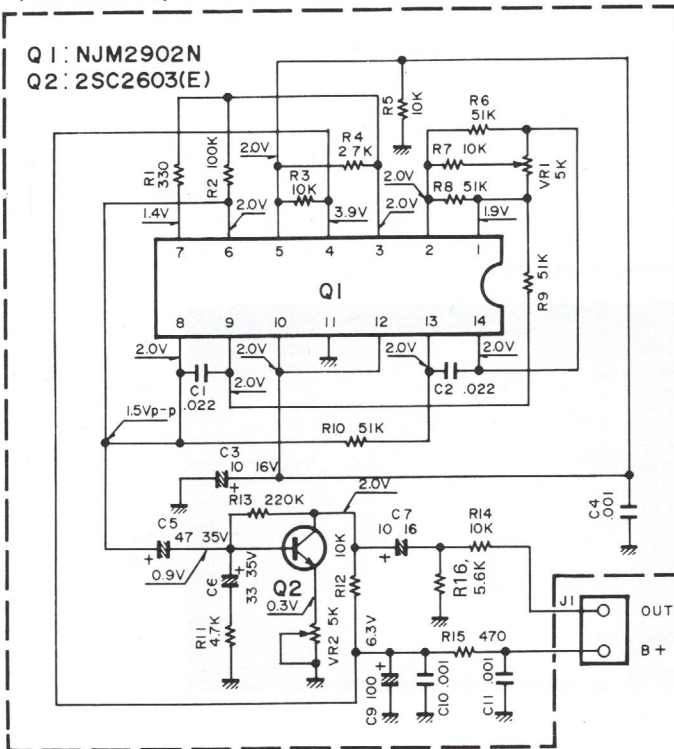 Q1: NJM2902N
Q2: 2SC2603(E)
R5
10K
R6
51K
R7 10K
R8 51K
VR1
5K
R4
2.7K
R3
10K
R1
330
R2 100K
2.0V
2.0V
1.4V
2.0V
3.9V
2.0V
2.0V
1.9V
7
6
5
4
3
2
1
Q1
R9 51K
8
9
10
11
12
13
14
2.0V
2.0V
2.0V
2.0V
2.0V
C1
.022
C2 .022
1.5Vp-p
R10 51K
C3
10 16V
+
R13 220K
2.0V
C4
.001
C5
47 35V
+
0.9V
C6
33 35V
+
Q2
0.3V
R11
4.7K
VR2 5K
R12 10K
C7
10 16
+
R14
10K
R16,
5.6K
6.3V
J1
OUT
B+
R15 470
C9 100
+
C10 .001
C11 .001